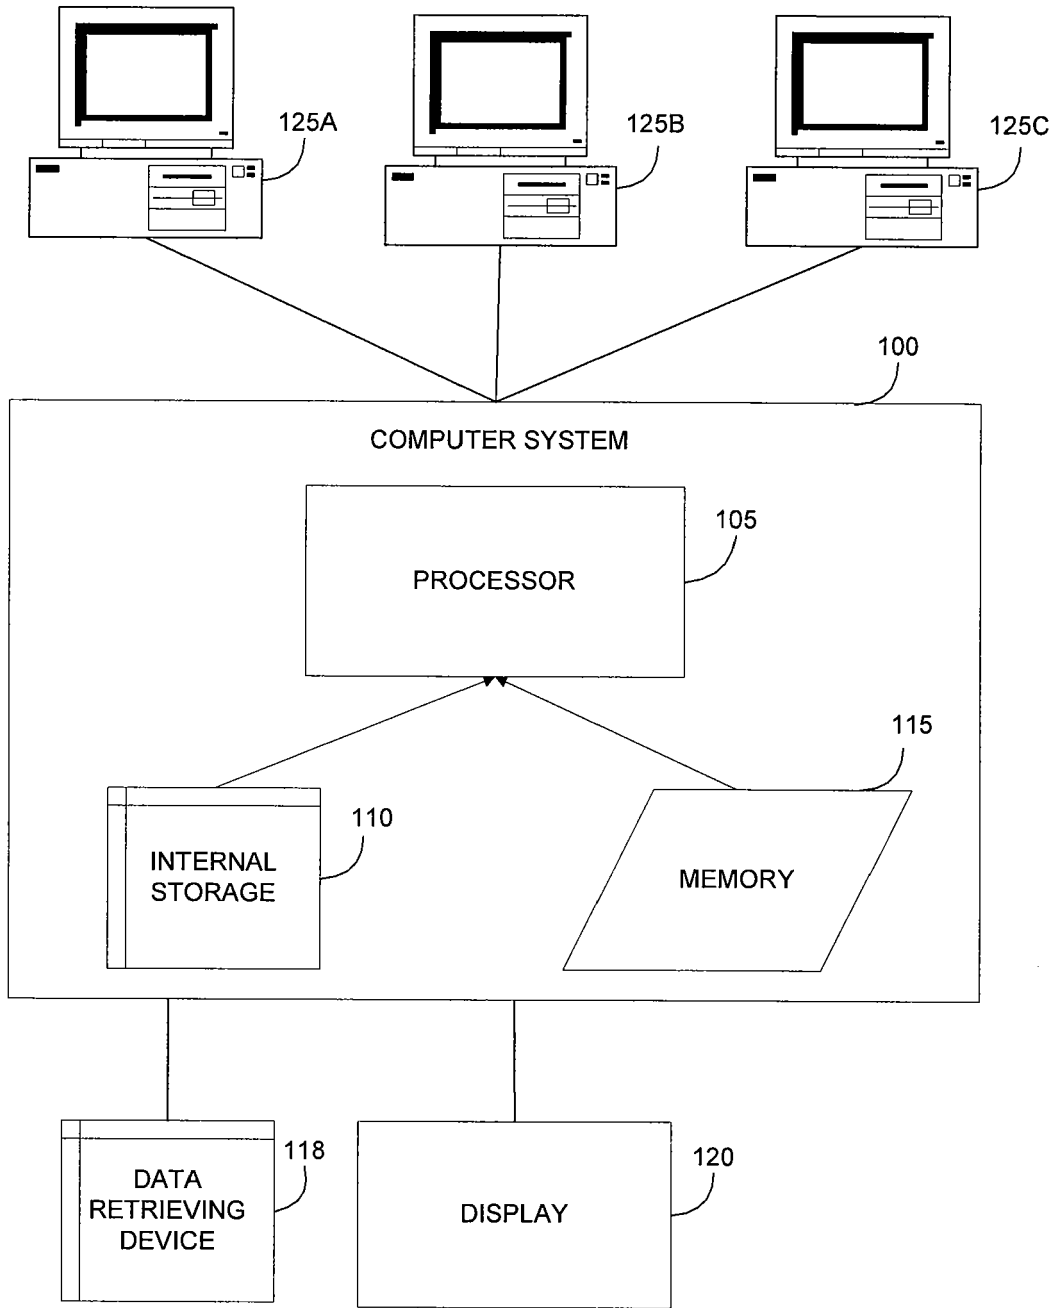 125A
125B
125C
100
COMPUTER SYSTEM
105
PROCESSOR
115
110
INTERNAL
STORAGE
MEMORY
118
DATA
RETRIEVING
DEVICE
120
DISPLAY